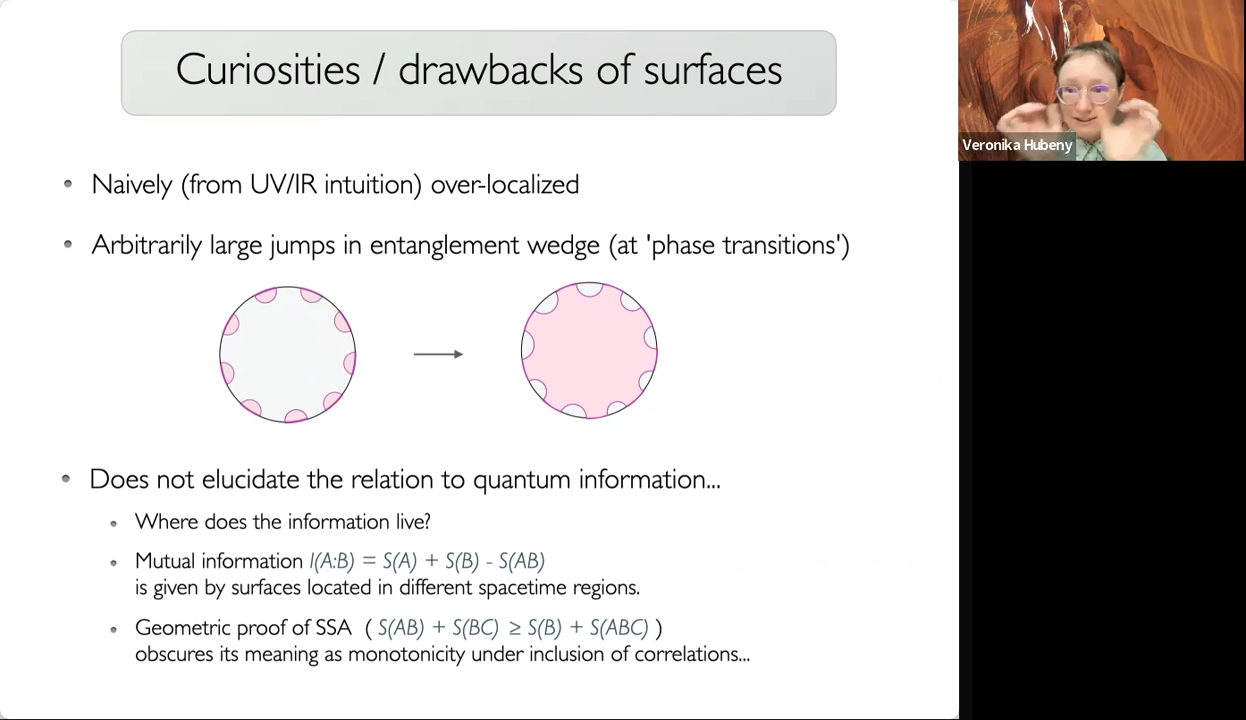 Curiosities / drawbacks of surfaces
Veronika Hubeny
• Naively (from UV/IR intuition) over-localized
• Arbitrarily large jumps in entanglement wedge (at 'phase transitions')
• Does not elucidate the relation to quantum information...
• Where does the information live?
• Mutual information I(A:B) = S(A) + S(B) - S(AB)
is given by surfaces located in different spacetime regions.
• Geometric proof of SSA ( S(AB) + S(BC) ≥ S(B) + S(ABC) )
obscures its meaning as monotonicity under inclusion of correlations...